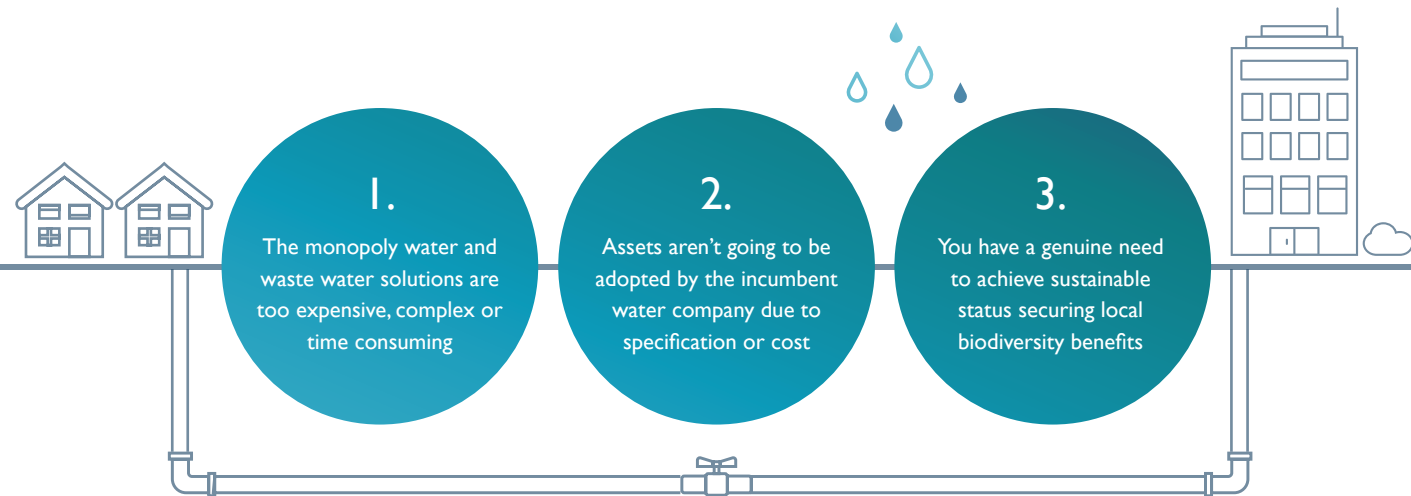 1.
The monopoly water and
waste water solutions are
too expensive, complex or
time consuming
2.
Assets aren’t going to be
adopted by the incumbent
water company due to
specification or cost
3.
You have a genuine need
to achieve sustainable
status securing local
biodiversity benefits